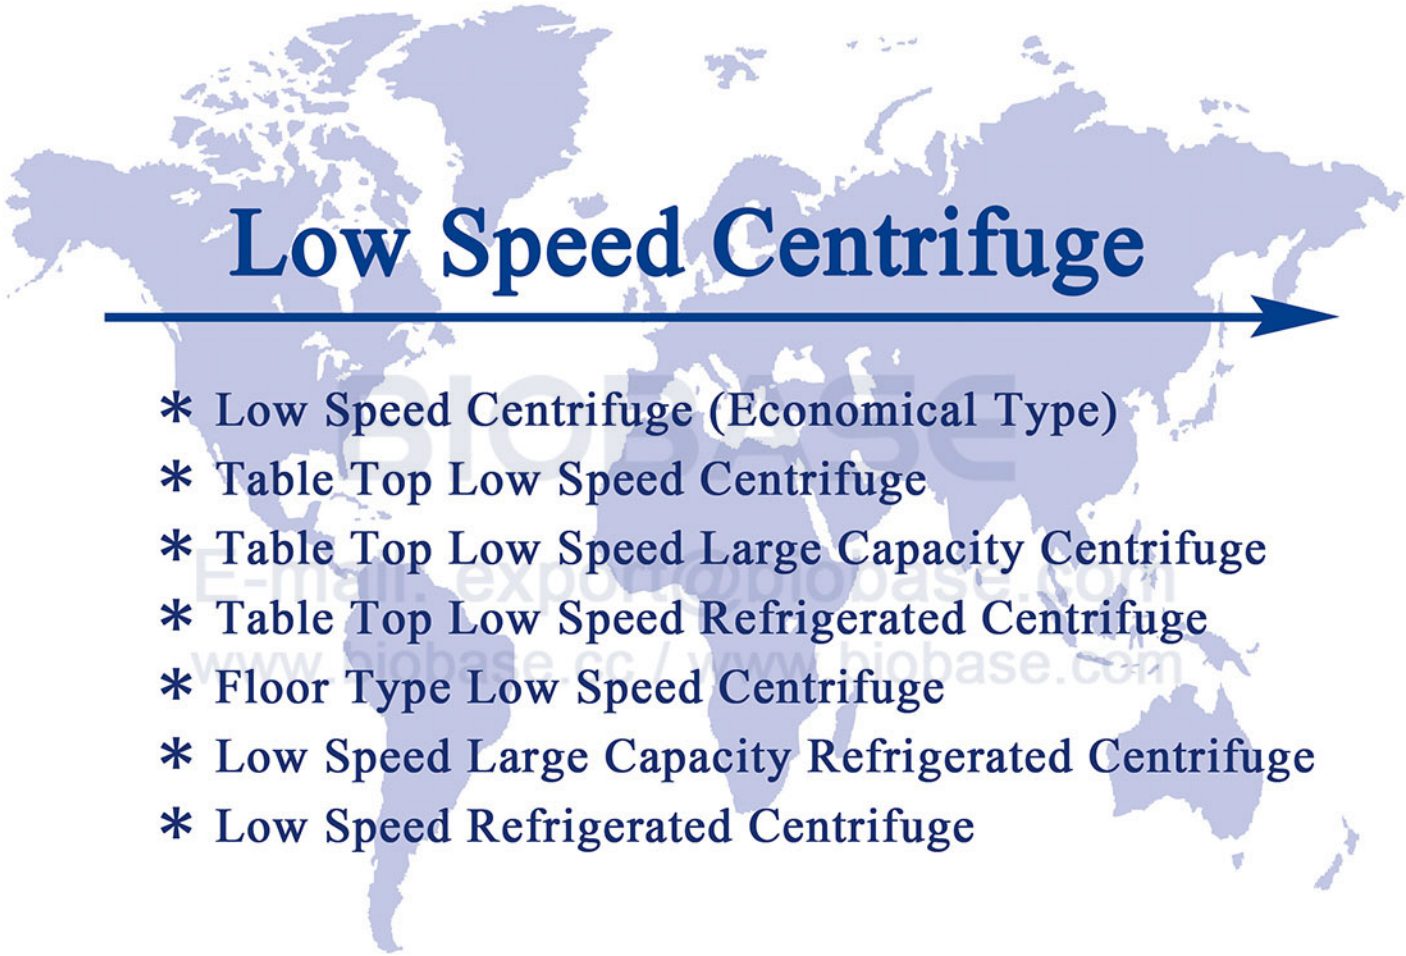 Low Speed Centrifuge
BIOBASE
* Low Speed Centrifuge (Economical Type)
* Table Top Low Speed Centrifuge
* Table Top Low Speed Large Capacity Centrifuge
E-mail: export@biobase.com
* Table Top Low Speed Refrigerated Centrifuge
www.biobase.cc / www.biobase.com
* Floor Type Low Speed Centrifuge
* Low Speed Large Capacity Refrigerated Centrifuge
* Low Speed Refrigerated Centrifuge